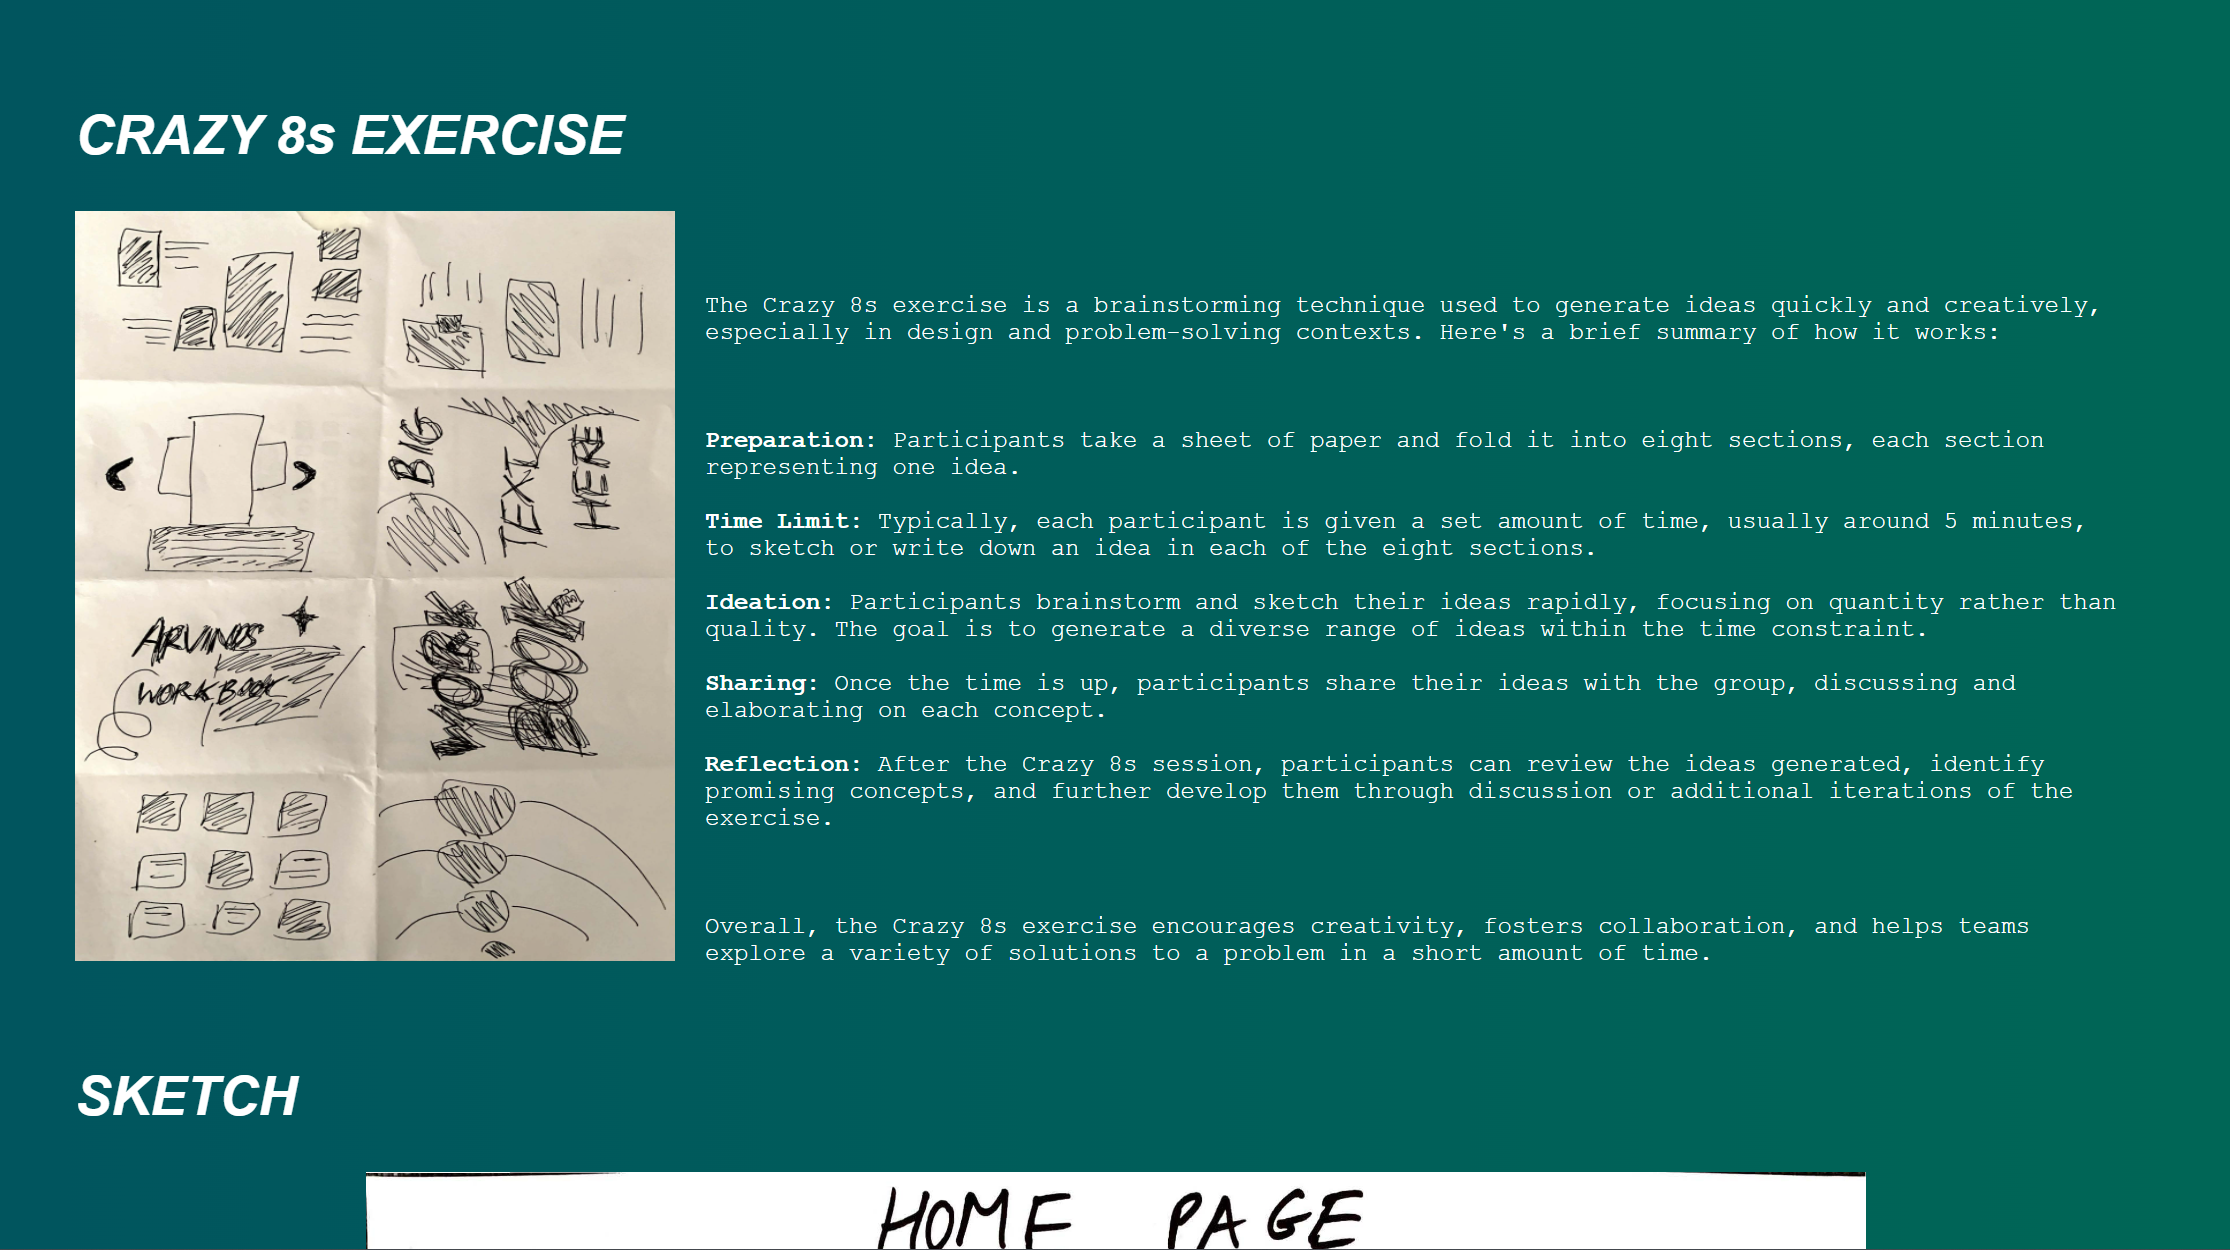 CRAZY 8s EXERCISE
BIG
TEXT
HERE
ARVINDS
WORKBOOK
WORK
BOOK
The Crazy 8s exercise is a brainstorming technique used to generate ideas quickly and creatively,
especially in design and problem-solving contexts. Here's a brief summary of how it works:
Preparation: Participants take a sheet of paper and fold it into eight sections, each section
representing one idea.
Time Limit: Typically, each participant is given a set amount of time, usually around 5 minutes,
to sketch or write down an idea in each of the eight sections.
Ideation: Participants brainstorm and sketch their ideas rapidly, focusing on quantity rather than
quality. The goal is to generate a diverse range of ideas within the time constraint.
Sharing: Once the time is up, participants share their ideas with the group, discussing and
elaborating on each concept.
Reflection: After the Crazy 8s session, participants can review the ideas generated, identify
promising concepts, and further develop them through discussion or additional iterations of the
exercise.
Overall, the Crazy 8s exercise encourages creativity, fosters collaboration, and helps teams
explore a variety of solutions to a problem in a short amount of time.
SKETCH
HOME PAGE